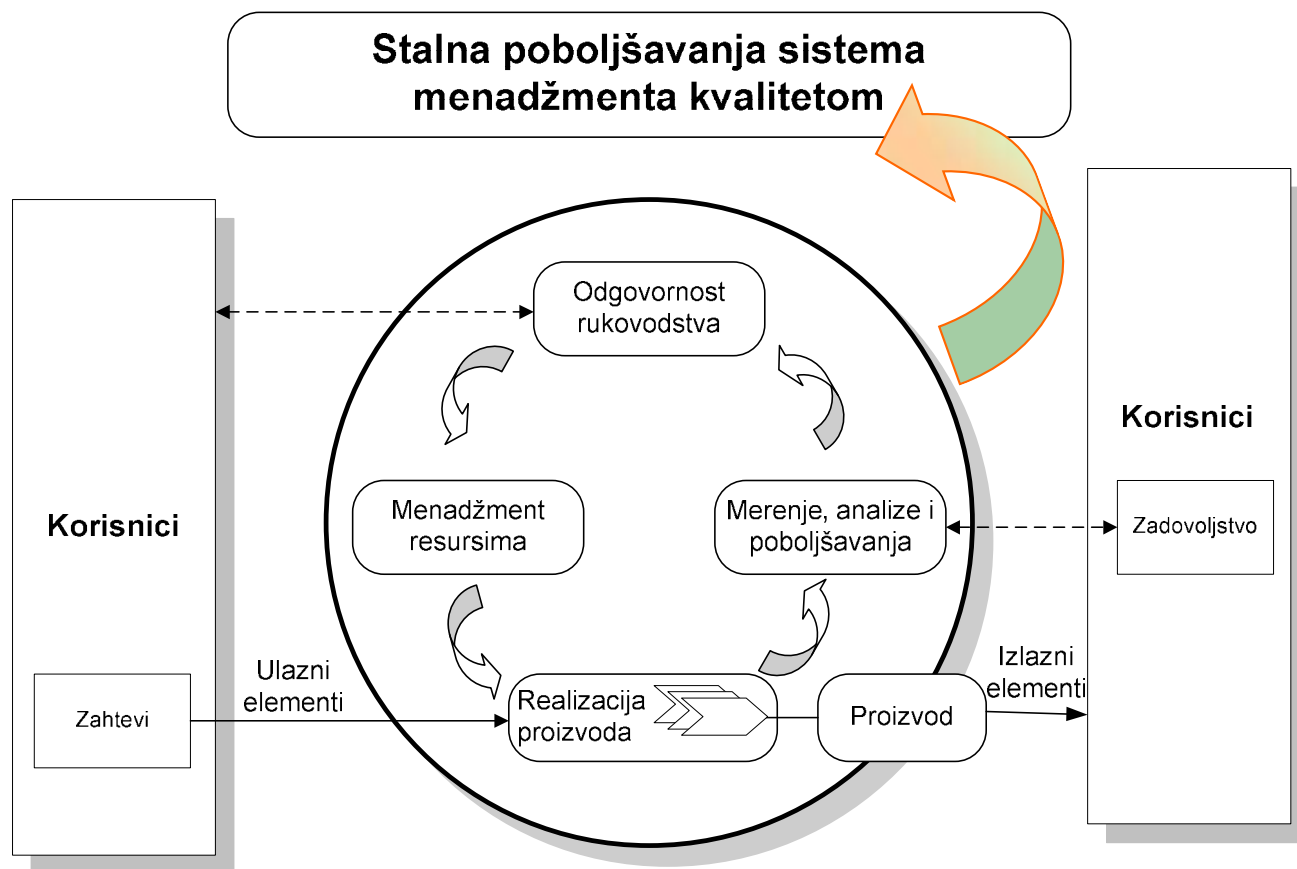 Stalna poboljšavanja sistema
menadžmenta kvalitetom
Odgovornost
rukovodstva
Korisnici
Menadžment
resursima
Merenje, analize i
poboljšavanja
Zadovoljstvo
Korisnici
Ulazni
elementi
Zahtevi
Realizacija
proizvoda
Proizvod
Izlazni
elementi